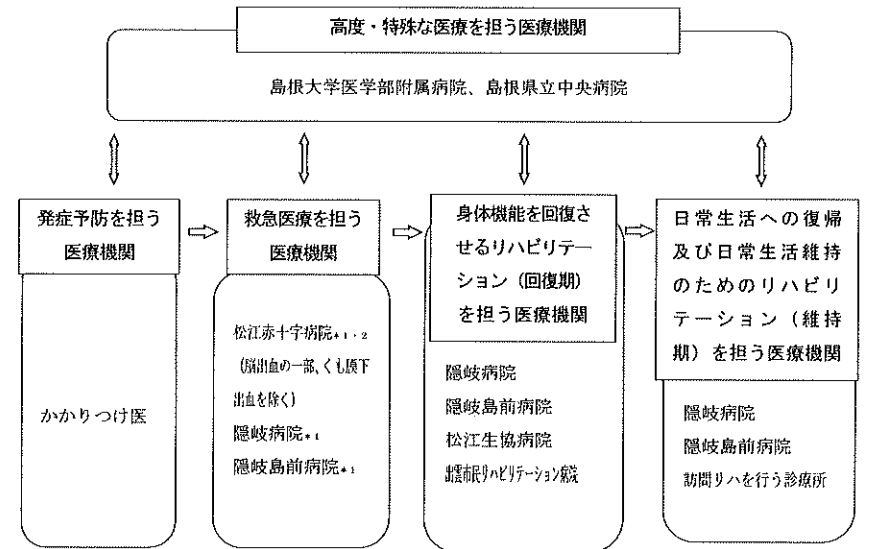 高度・特殊な医療を担う医療機関
島根大学医学部附属病院、島根県立中央病院
発症予防を担う
医療機関
かかりつけ医
救急医療を担う
医療機関
松江赤十字病院*1・2
(脳出血の一部、くも膜下
出血を除く)
隠岐病院*1
隠岐島前病院*1
身体機能を回復さ
せるリハビリテー
ション(回復期)
を担う医療機関
隠岐病院
隠岐島前病院
松江生協病院
出雲市民リハビリテーション病院
日常生活への復帰
及び日常生活維持
のためのリハビリ
テーション(維持
期)を担う医療機関
隠岐病院
隠岐島前病院
訪問リハを行う診療所